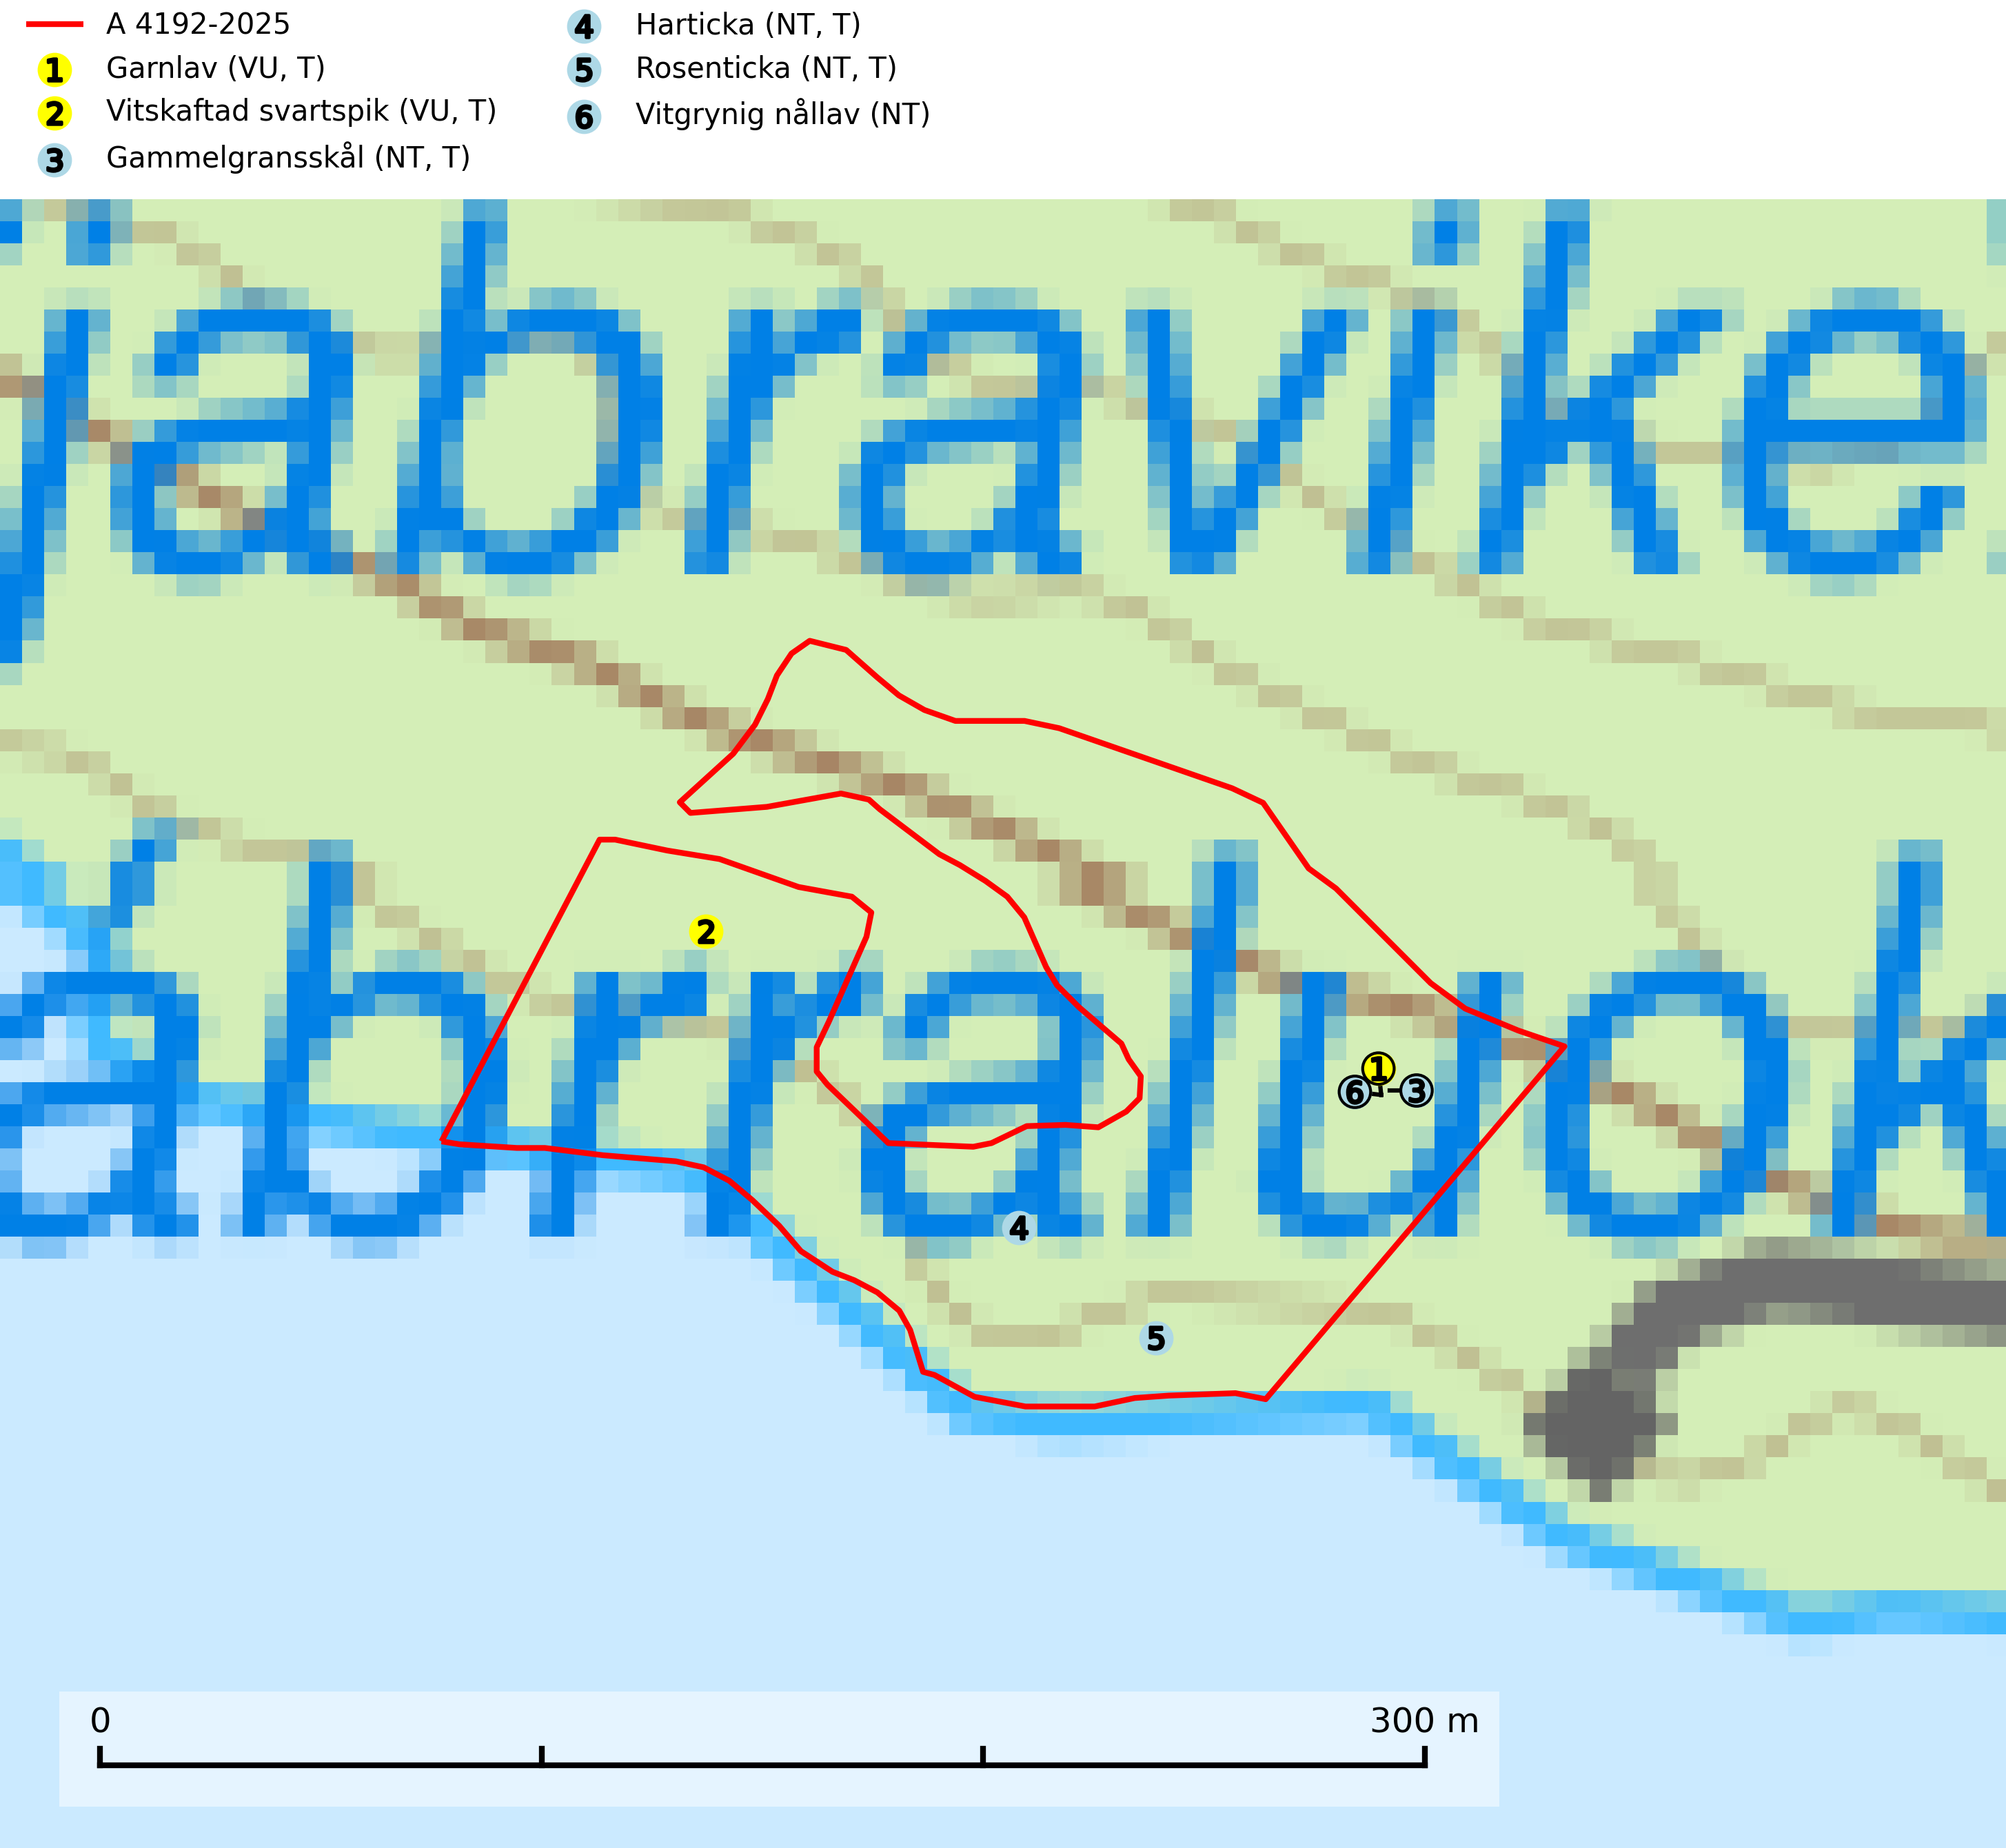 A 4192-2025
1 Garnlav (VU, T)
2 Vitskaftad svartspik (VU, T)
3 Gammelgransskål (NT, T)
4 Harticka (NT, T)
5 Rosenticka (NT, T)
6 Vitgrynig nållav (NT)
2
1
6 3
4
5
0 300 m